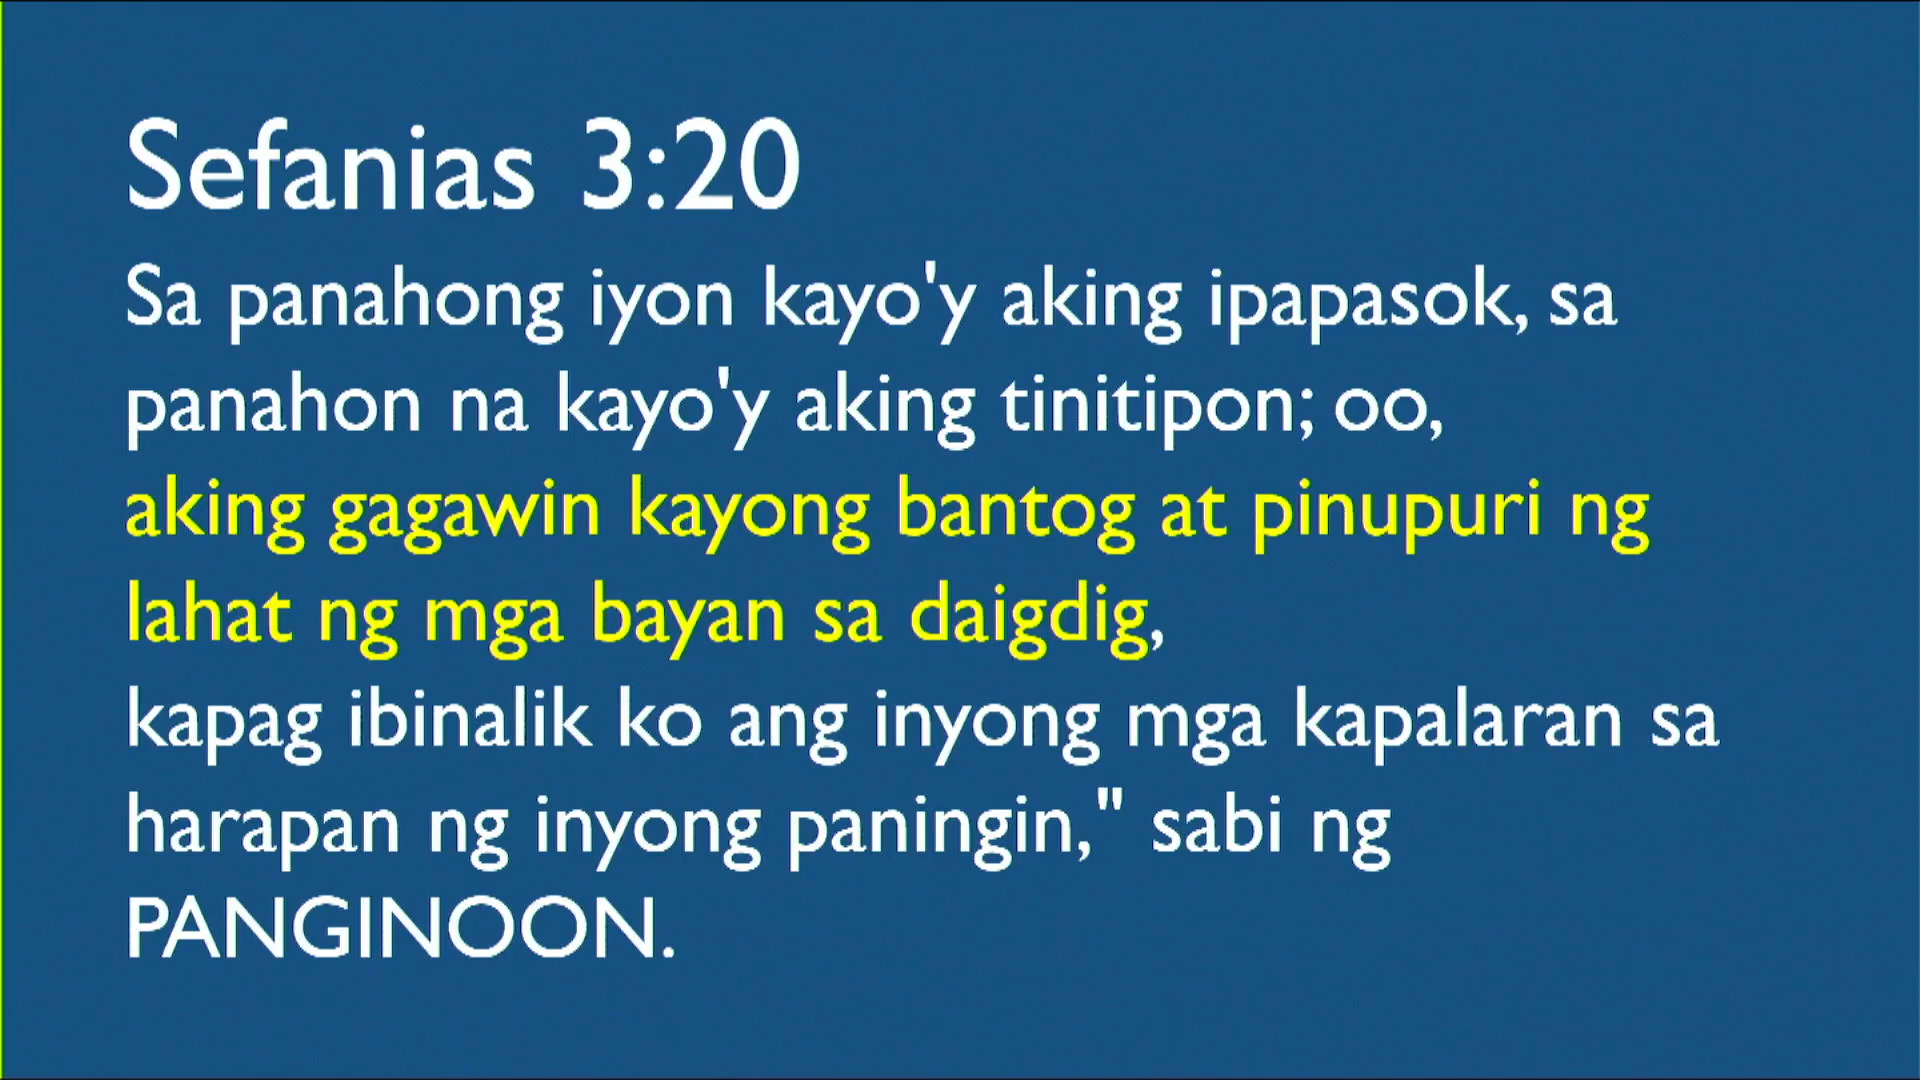 Sefanias 3:20
Sa panahong iyon kayo'y aking ipapasok, sa
panahon na kayo'y aking tinitipon; oo,
aking gagawin kayong bantog at pinupuri ng
lahat ng mga bayan sa daigdig,
kapag ibinalik ko ang inyong mga kapalaran sa
harapan ng inyong paningin," sabi ng
PANGINOON.